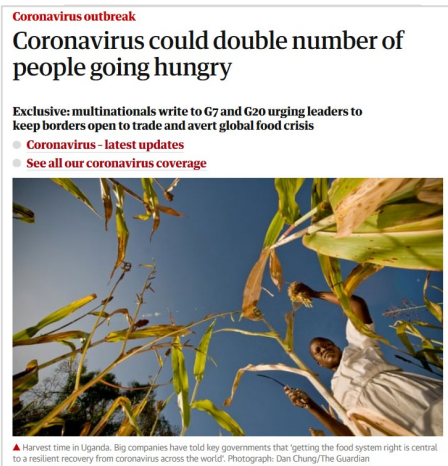 Coronavirus outbreak
Coronavirus could double number of
people going hungry
Exclusive: multinationals write to G7 and G20 urging leaders to
keep borders open to trade and avert global food crisis
Coronavirus – latest updates
See all our coronavirus coverage
▲ Harvest time in Uganda. Big companies have told key governments that 'getting the food system right is central
to a resilient recovery from coronavirus across the world'. Photograph: Dan Chung/The Guardian